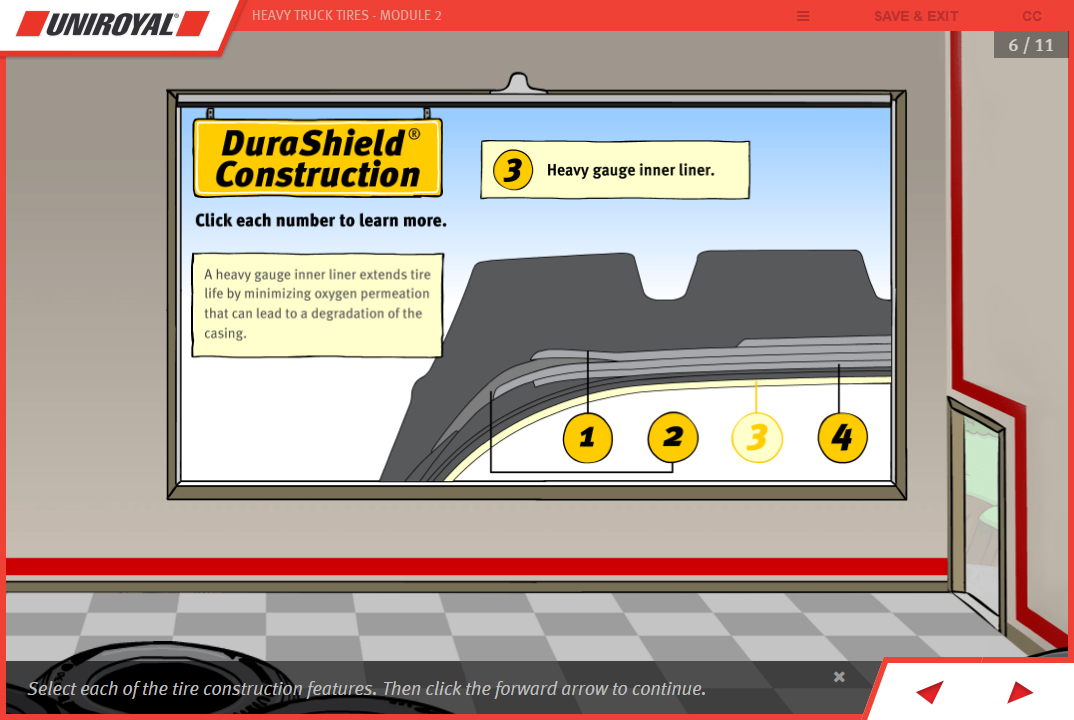 UNIROYAL®
HEAVY TRUCK TIRES - MODULE 2
SAVE & EXIT
CC
6 / 11
DuraShield®
Construction
3 Heavy gauge inner liner.
Click each number to learn more.
A heavy gauge inner liner extends tire
life by minimizing oxygen permeation
that can lead to a degradation of the
casing.
1 2 3 4
Select each of the tire construction features. Then click the forward arrow to continue.